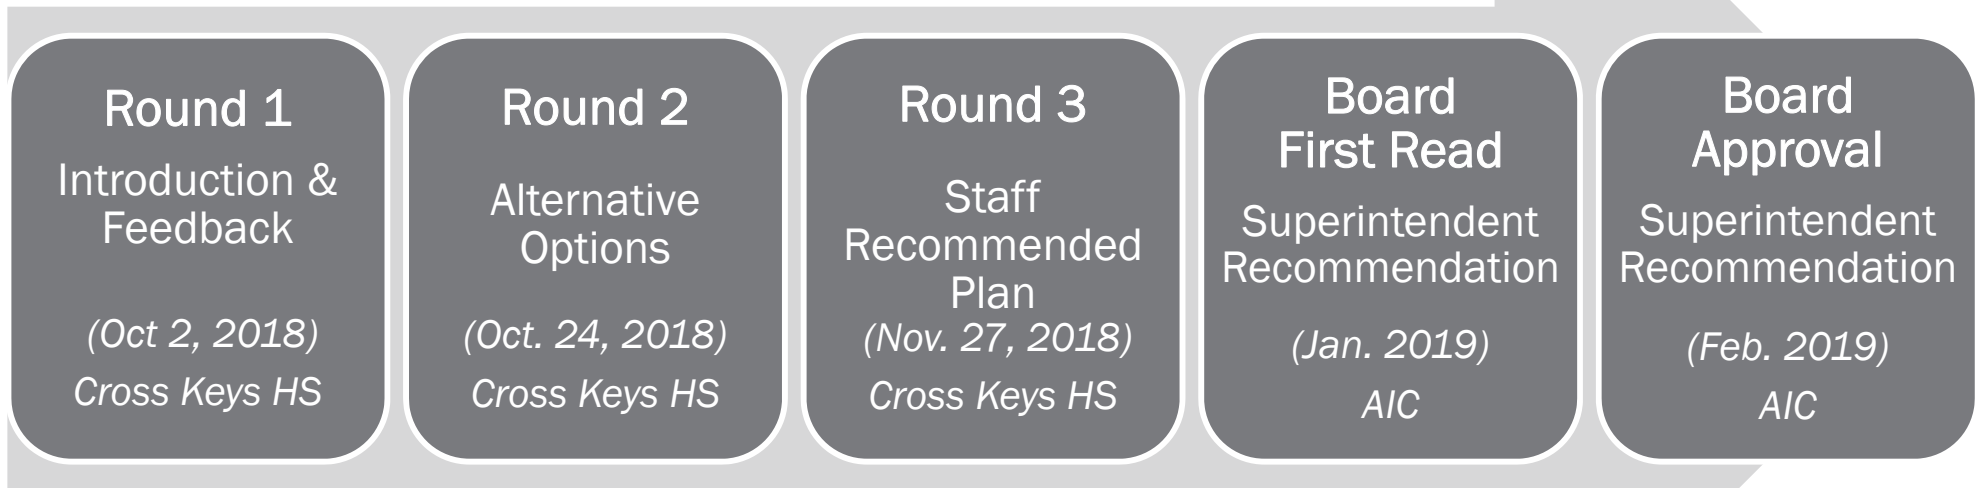 Round 1
Introduction &
Feedback
(Oct 2, 2018)
Cross Keys HS
Round 2
Alternative
Options
(Oct. 24, 2018)
Cross Keys HS
Round 3
Staff
Recommended
Plan
(Nov. 27, 2018)
Cross Keys HS
Board
First Read
Superintendent
Recommendation
(Jan. 2019)
AIC
Board
Approval
Superintendent
Recommendation
(Feb. 2019)
AIC